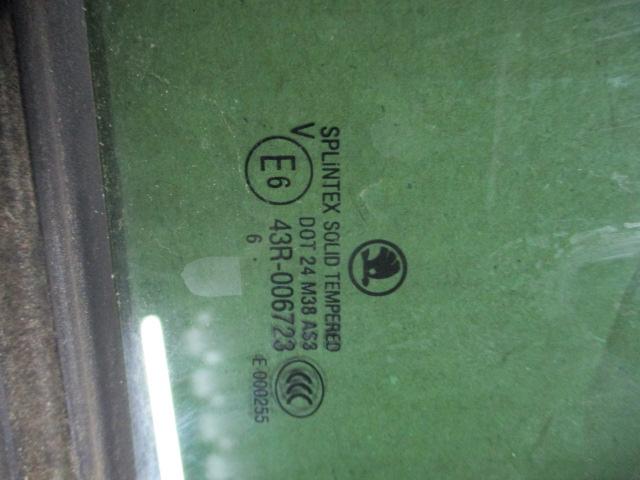 SPLiNTEX SOLID TEMPERED
DOT 24 M38 AS3
V
E6 43R-006723
6 .
E 000255